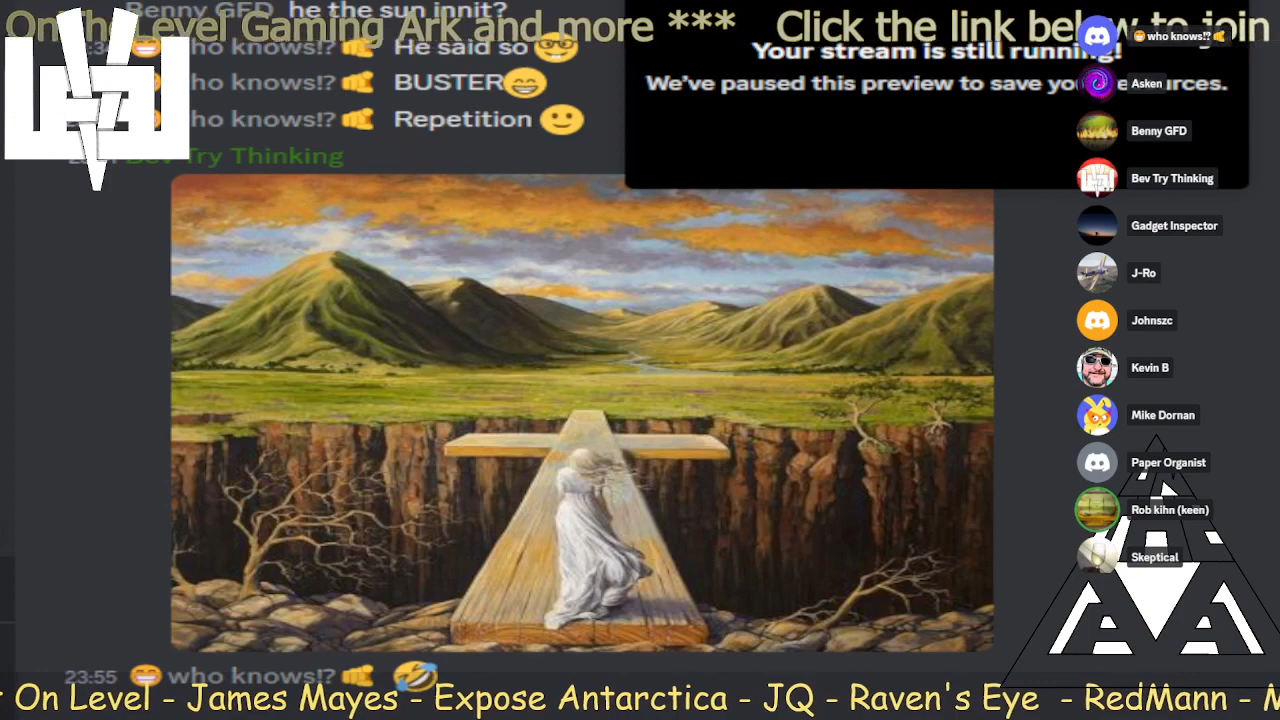 Benny GFD he the sun innit?
On The Level Gaming Ark and more *** Click the link below to join
who knows!? He said so
Your stream is still running!
who knows!?
who knows!? BUSTER
We've paused this preview to save your resources.
Asken
who knows!? Repetition
Benny GFD
Bev Try Thinking
Bev Try Thinking
Gadget Inspector
J-Ro
Johnszc
Kevin B
Mike Dornan
Paper Organist
Rob kihn (keen)
Skeptical
23:55 who knows!?
On Level - James Mayes - Expose Antarctica - JQ - Raven's Eye - RedMann - M